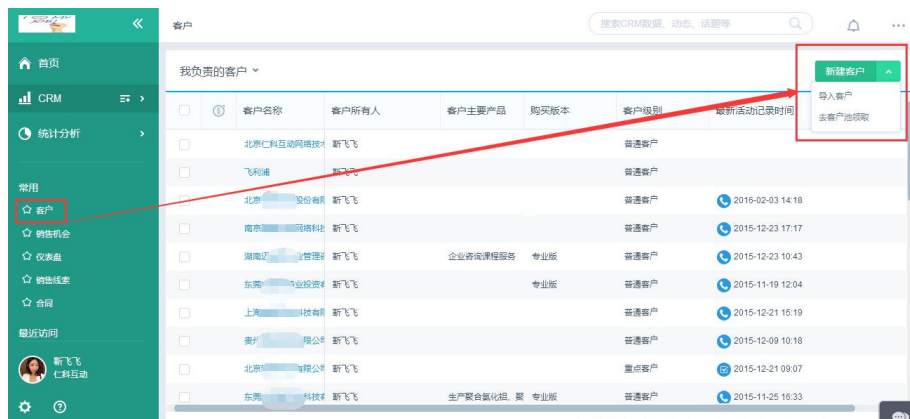 客户
搜索CRM数据、动态、话题等
首页
CRM
统计分析
常用
客户
销售机会
仪表盘
销售线索
合同
最近访问
靳飞飞
仁科互动
我负责的客户
新建客户
导入客户
去客户池领取
客户名称 客户所有人 客户主要产品 购买版本 客户级别 最新活动记录时间
北京仁科互动网络技术 靳飞飞 普通客户
飞利浦 靳飞飞 普通客户
北京 股份有限 靳飞飞 普通客户 2016-02-03 14:18
南京 网络科技 靳飞飞 普通客户 2015-12-23 17:17
湖南 业管理 靳飞飞 企业咨询课程服务 专业版 普通客户 2015-12-23 10:43
东莞 业投资 靳飞飞 专业版 普通客户 2015-11-19 12:04
上海 技有限 靳飞飞 普通客户 2015-12-21 15:19
贵州 限公司 靳飞飞 普通客户 2015-12-09 10:18
北京 有限公司 靳飞飞 重点客户 2015-12-21 09:07
东莞 科技有 靳飞飞 生产聚合氯化铝、聚 专业版 普通客户 2015-11-25 16:33